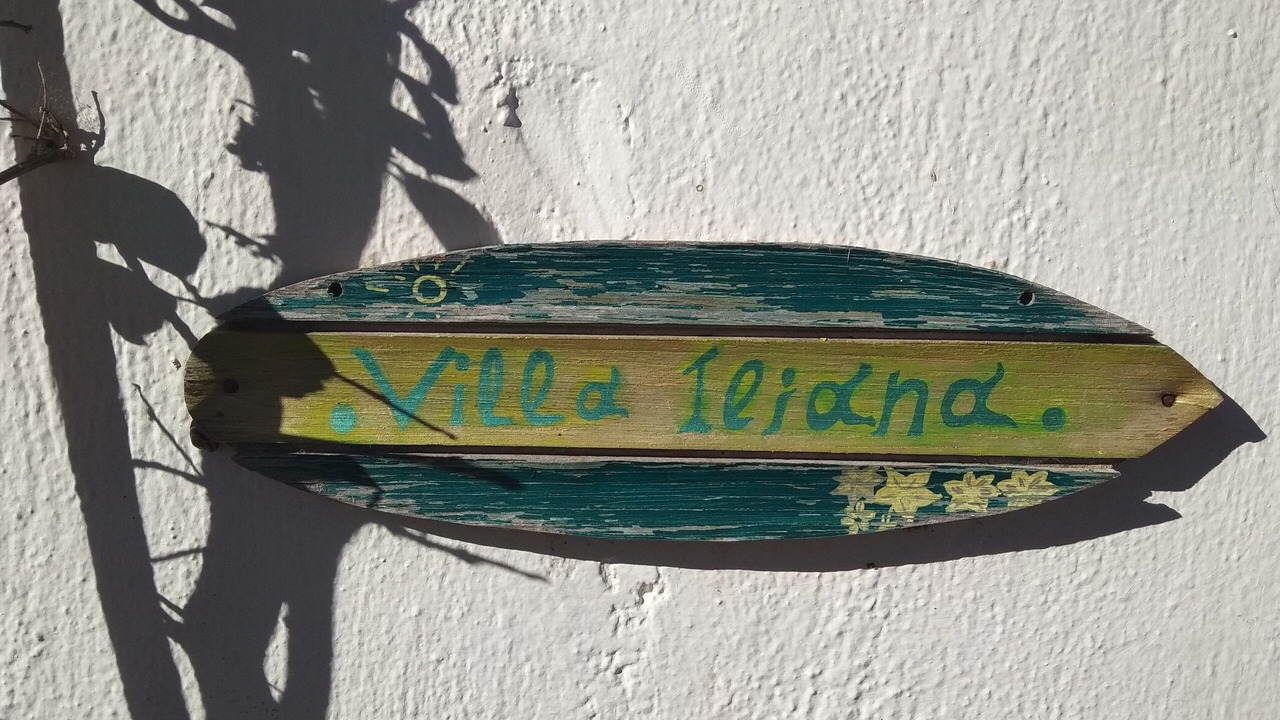 . Villa Iliana .